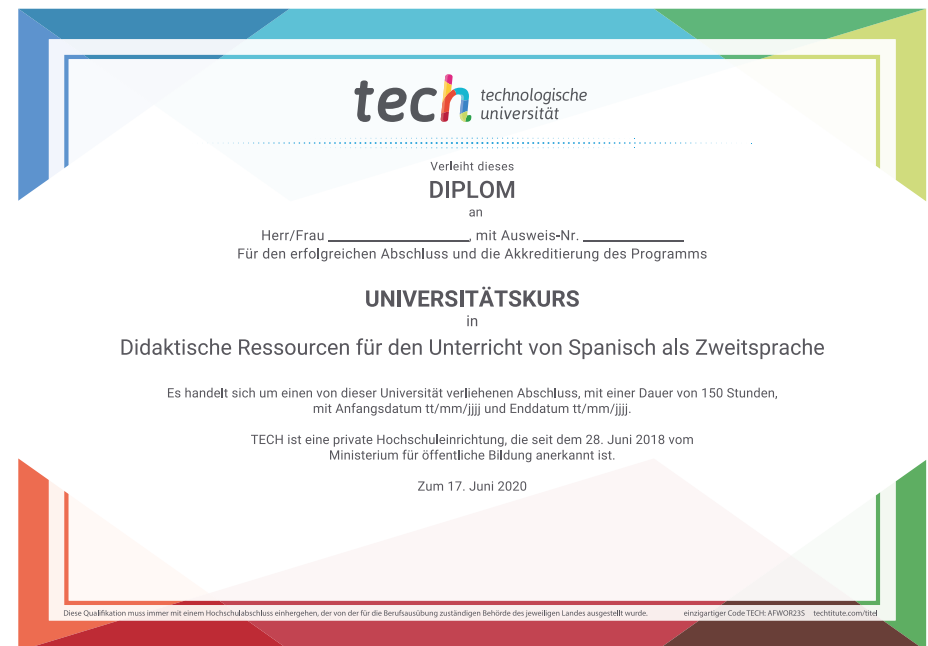 tech technologische
universität
Verleiht dieses
DIPLOM
an
Herr/Frau ____________________, mit Ausweis-Nr. ______________
Für den erfolgreichen Abschluss und die Akkreditierung des Programms
UNIVERSITÄTSKURS
in
Didaktische Ressourcen für den Unterricht von Spanisch als Zweitsprache
Es handelt sich um einen von dieser Universität verliehenen Abschluss, mit einer Dauer von 150 Stunden,
mit Anfangsdatum tt/mm/jjjj und Enddatum tt/mm/jjjj.
TECH ist eine private Hochschuleinrichtung, die seit dem 28. Juni 2018 vom
Ministerium für öffentliche Bildung anerkannt ist.
Zum 17. Juni 2020
Diese Qualifikation muss immer mit einem Hochschulabschluss einhergehen, der von der für die Berufsausübung zuständigen Behörde des jeweiligen Landes ausgestellt wurde. einzigartiger Code TECH: AFWOR23S techtitute.com/titel